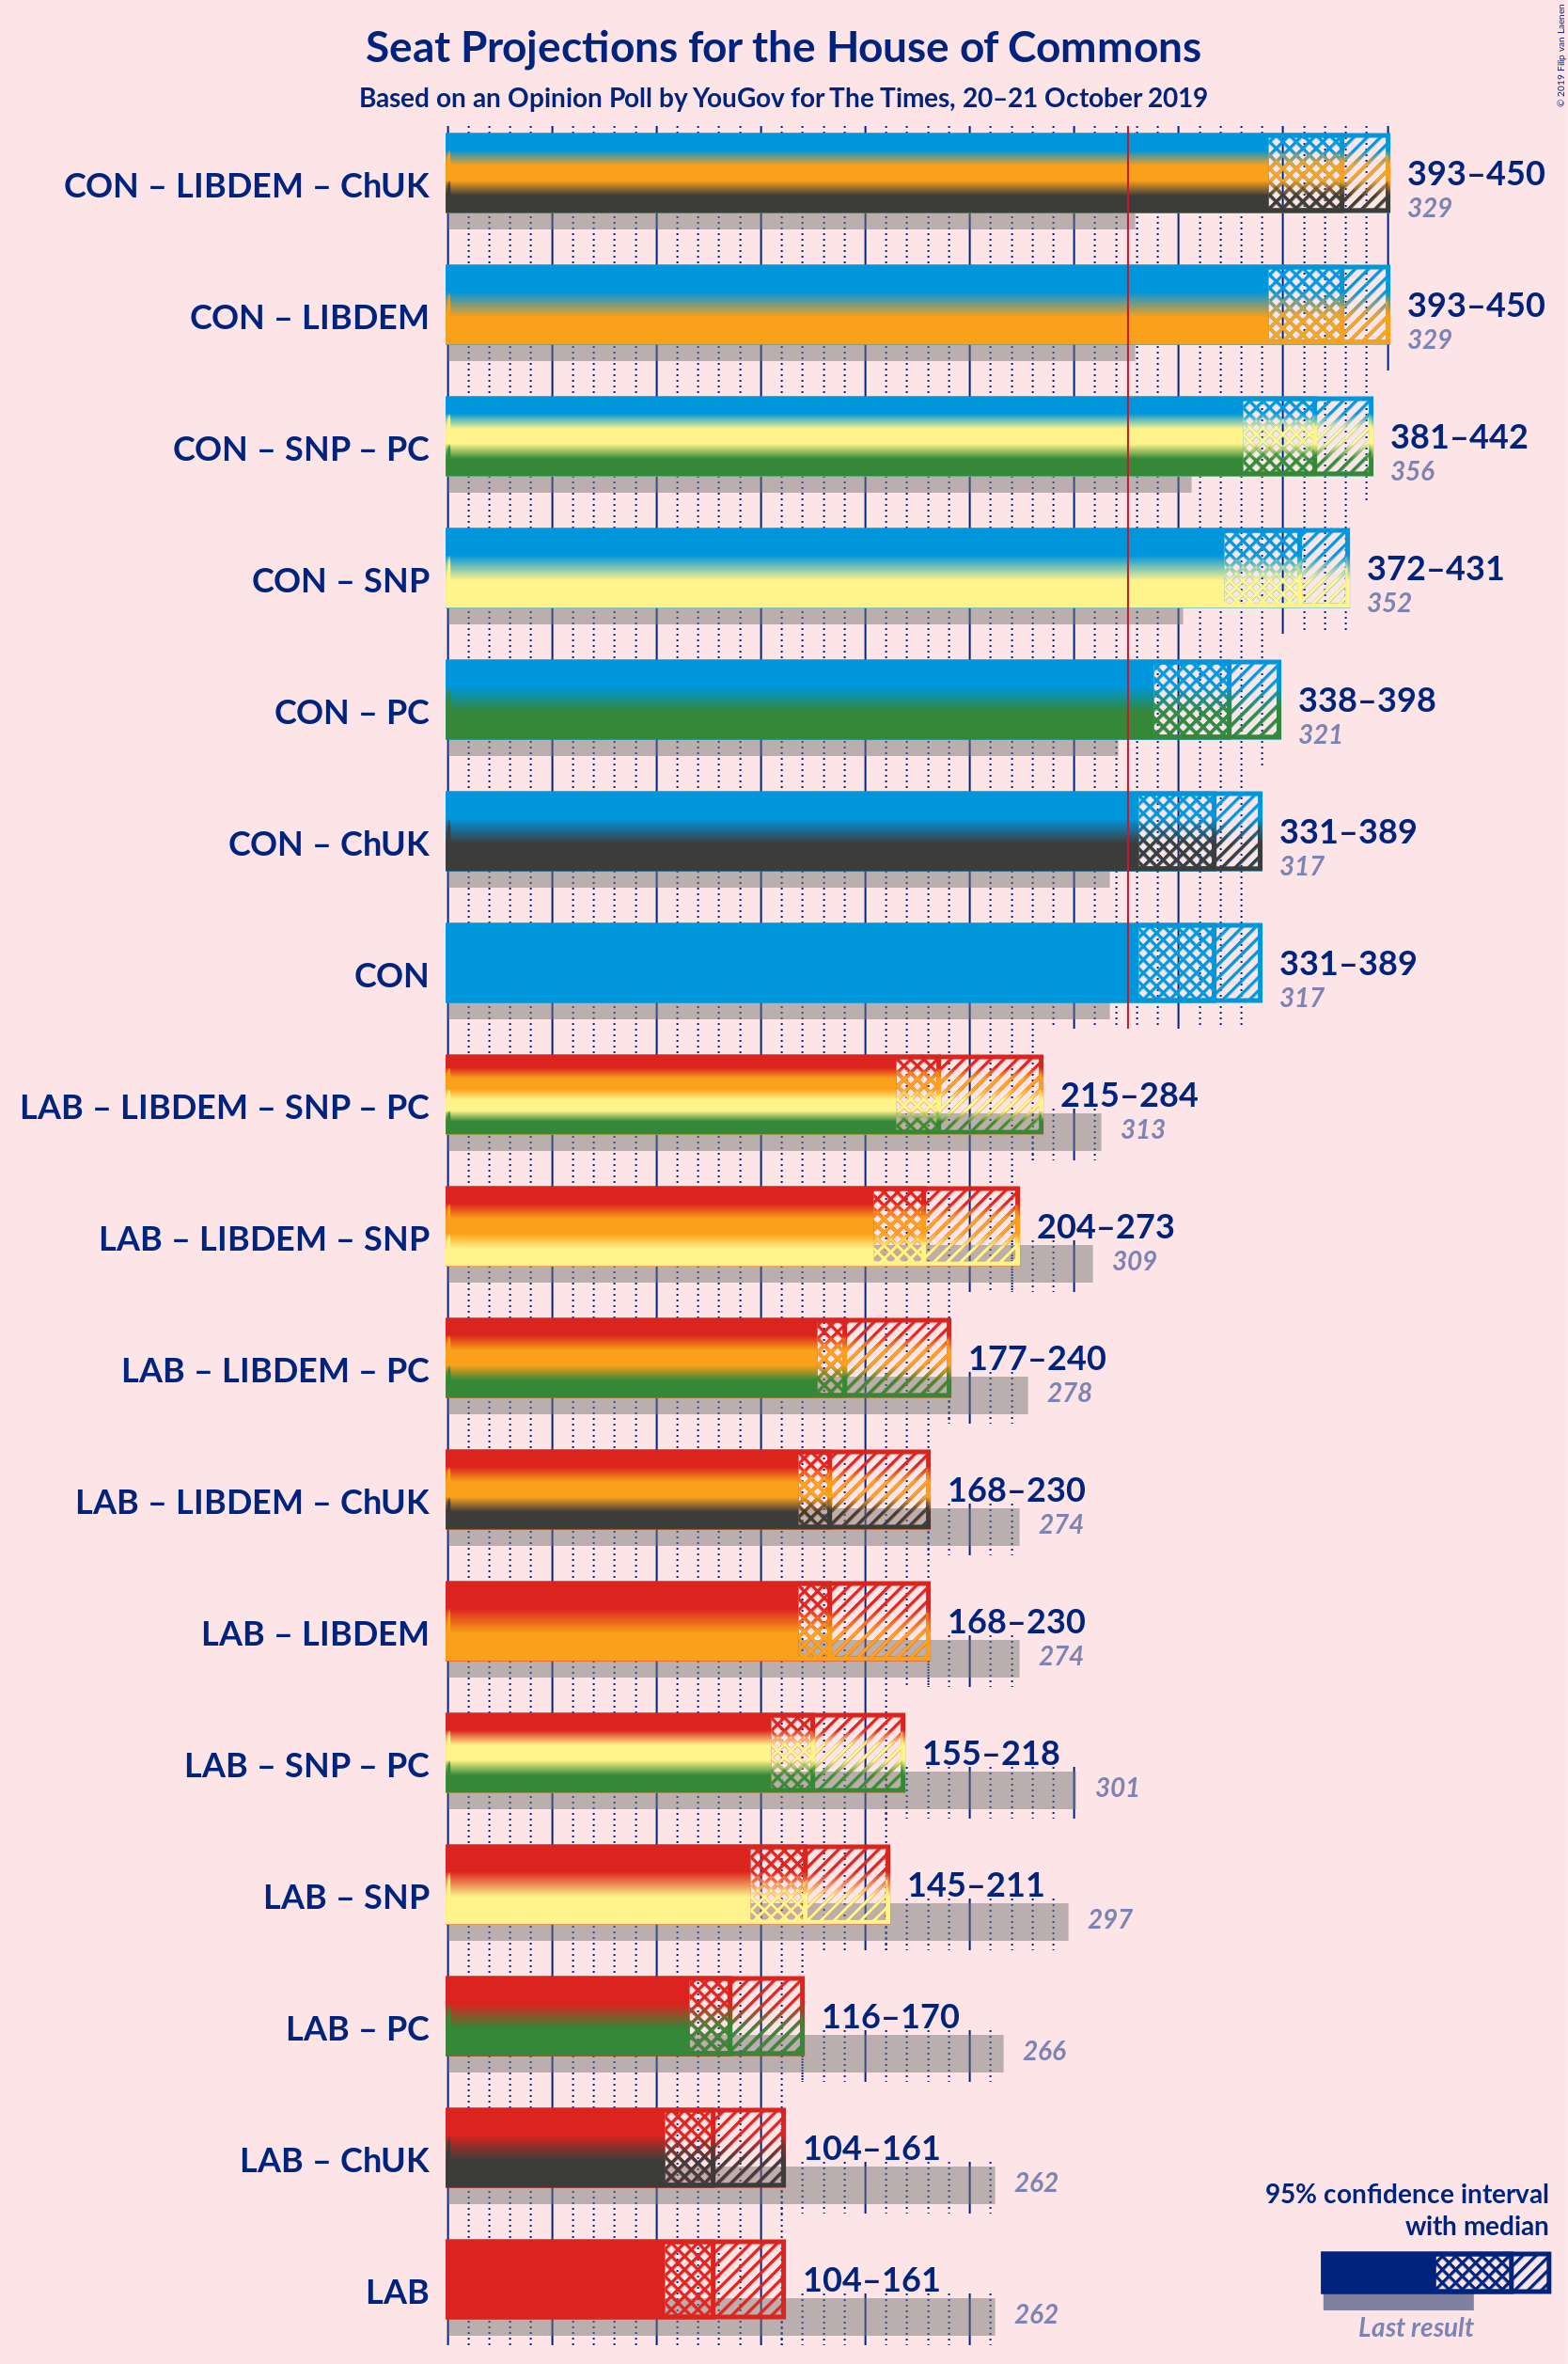 Seat Projections for the House of Commons
Based on an Opinion Poll by YouGov for The Times, 20–21 October 2019
© 2019 Filip van Laenen
CON – LIBDEM – ChUK
393–450
329
CON – LIBDEM
393–450
329
CON – SNP – PC
381–442
356
CON – SNP
372–431
352
CON – PC
338–398
321
CON – ChUK
331–389
317
CON
331–389
317
LAB – LIBDEM – SNP – PC
215–284
313
LAB – LIBDEM – SNP
204–273
309
LAB – LIBDEM – PC
177–240
278
LAB – LIBDEM – ChUK
168–230
274
LAB – LIBDEM
168–230
274
LAB – SNP – PC
155–218
301
LAB – SNP
145–211
297
LAB – PC
116–170
266
LAB – ChUK
104–161
262
LAB
104–161
262
95% confidence interval
with median
Last result